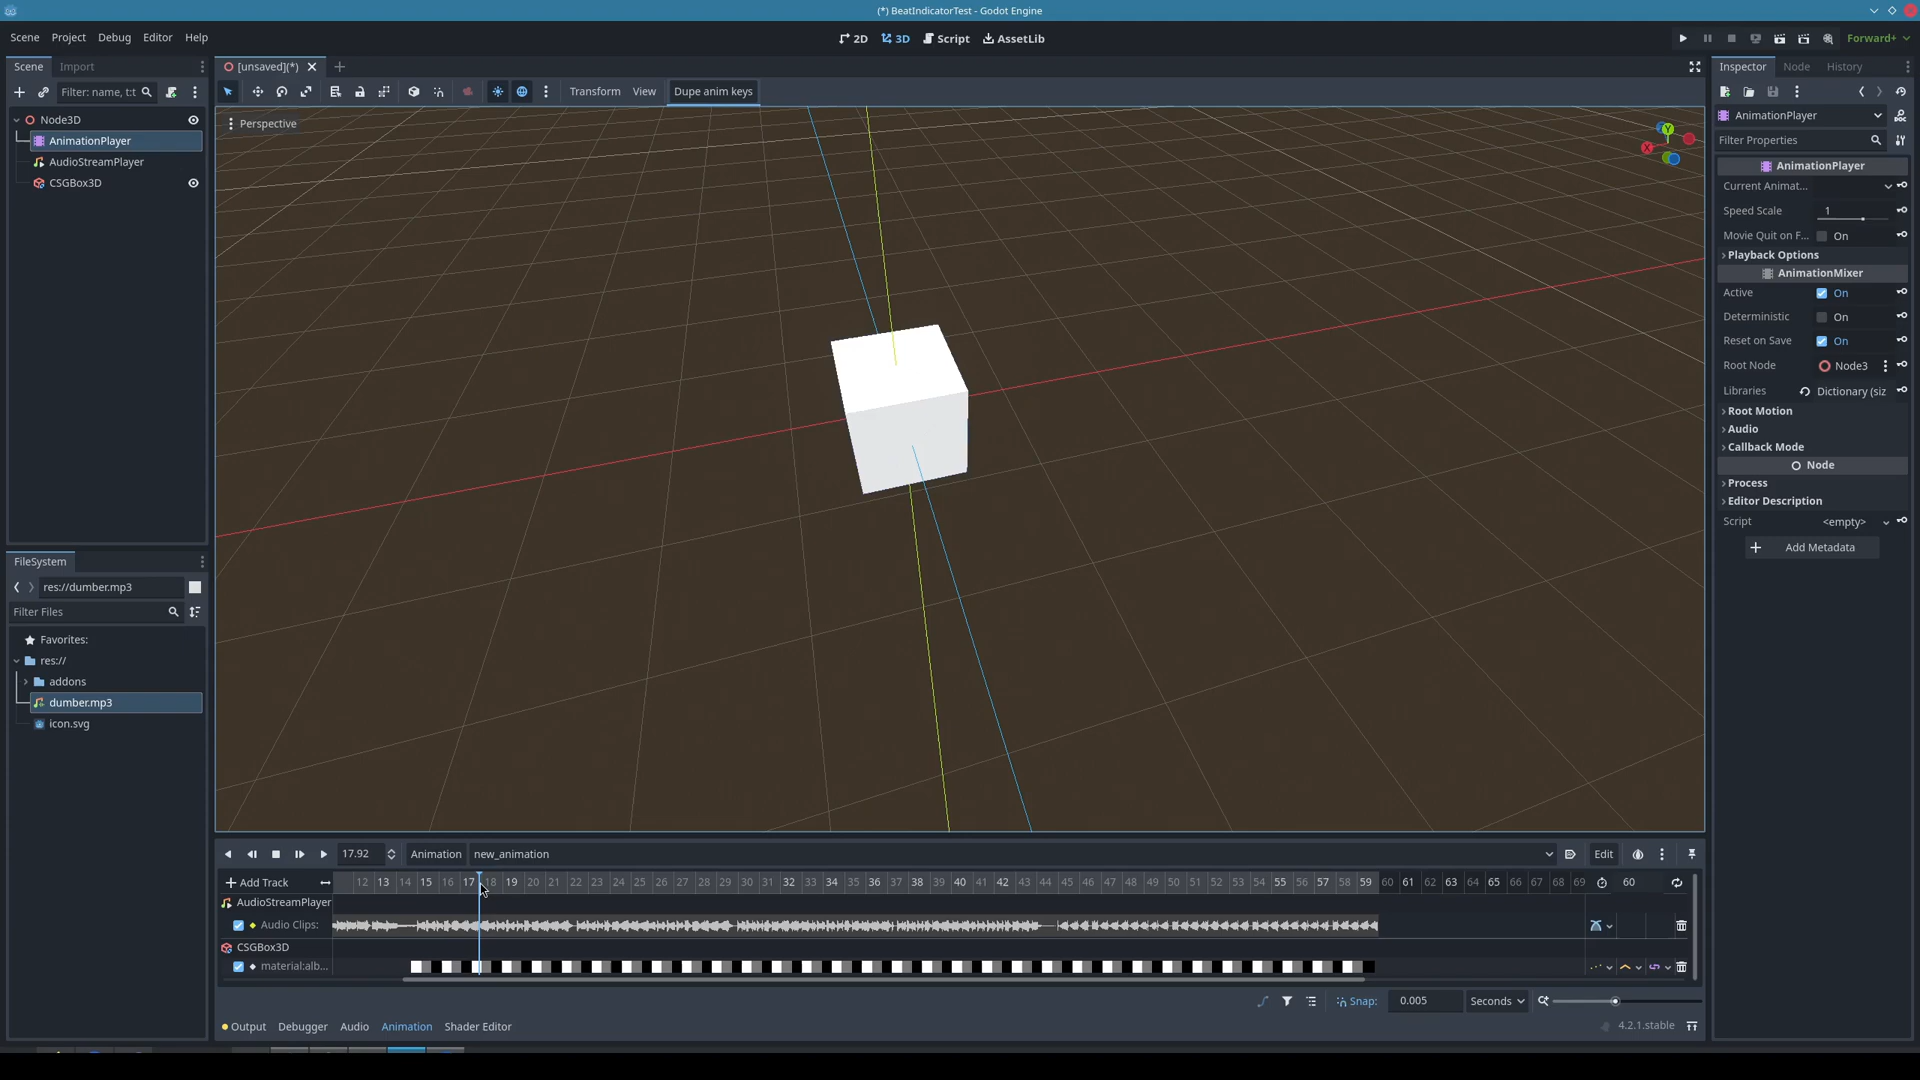 (*) BeatIndicatorTest - Godot Engine
Scene Project Debug Editor Help
2D 3D Script AssetLib
Forward+
Scene Import
[unsaved](*)
Inspector Node History
Filter: name, t:t
Transform View Dupe anim keys
Perspective
Node3D
AnimationPlayer
AudioStreamPlayer
CSGBox3D
AnimationPlayer
Filter Properties
AnimationPlayer
Current Animat...
Speed Scale 1
Movie Quit on F... On
Playback Options
AnimationMixer
Active On
Deterministic On
Reset on Save On
Root Node Node3
Libraries Dictionary (siz
Root Motion
Audio
Callback Mode
Node
Process
Editor Description
Script <empty>
Add Metadata
FileSystem
res://dumber.mp3
Filter Files
Favorites:
res://
addons
dumber.mp3
icon.svg
X Y
17.92 Animation new_animation Edit
Add Track 12 13 14 15 16 17 18 19 20 21 22 23 24 25 26 27 28 29 30 31 32 33 34 35 36 37 38 39 40 41 42 43 44 45 46 47 48 49 50 51 52 53 54 55 56 57 58 59 60 61 62 63 64 65 66 67 68 69 60
AudioStreamPlayer
Audio Clips:
CSGBox3D
material:alb...
Snap: 0.005 Seconds
Output Debugger Audio Animation Shader Editor
4.2.1.stable